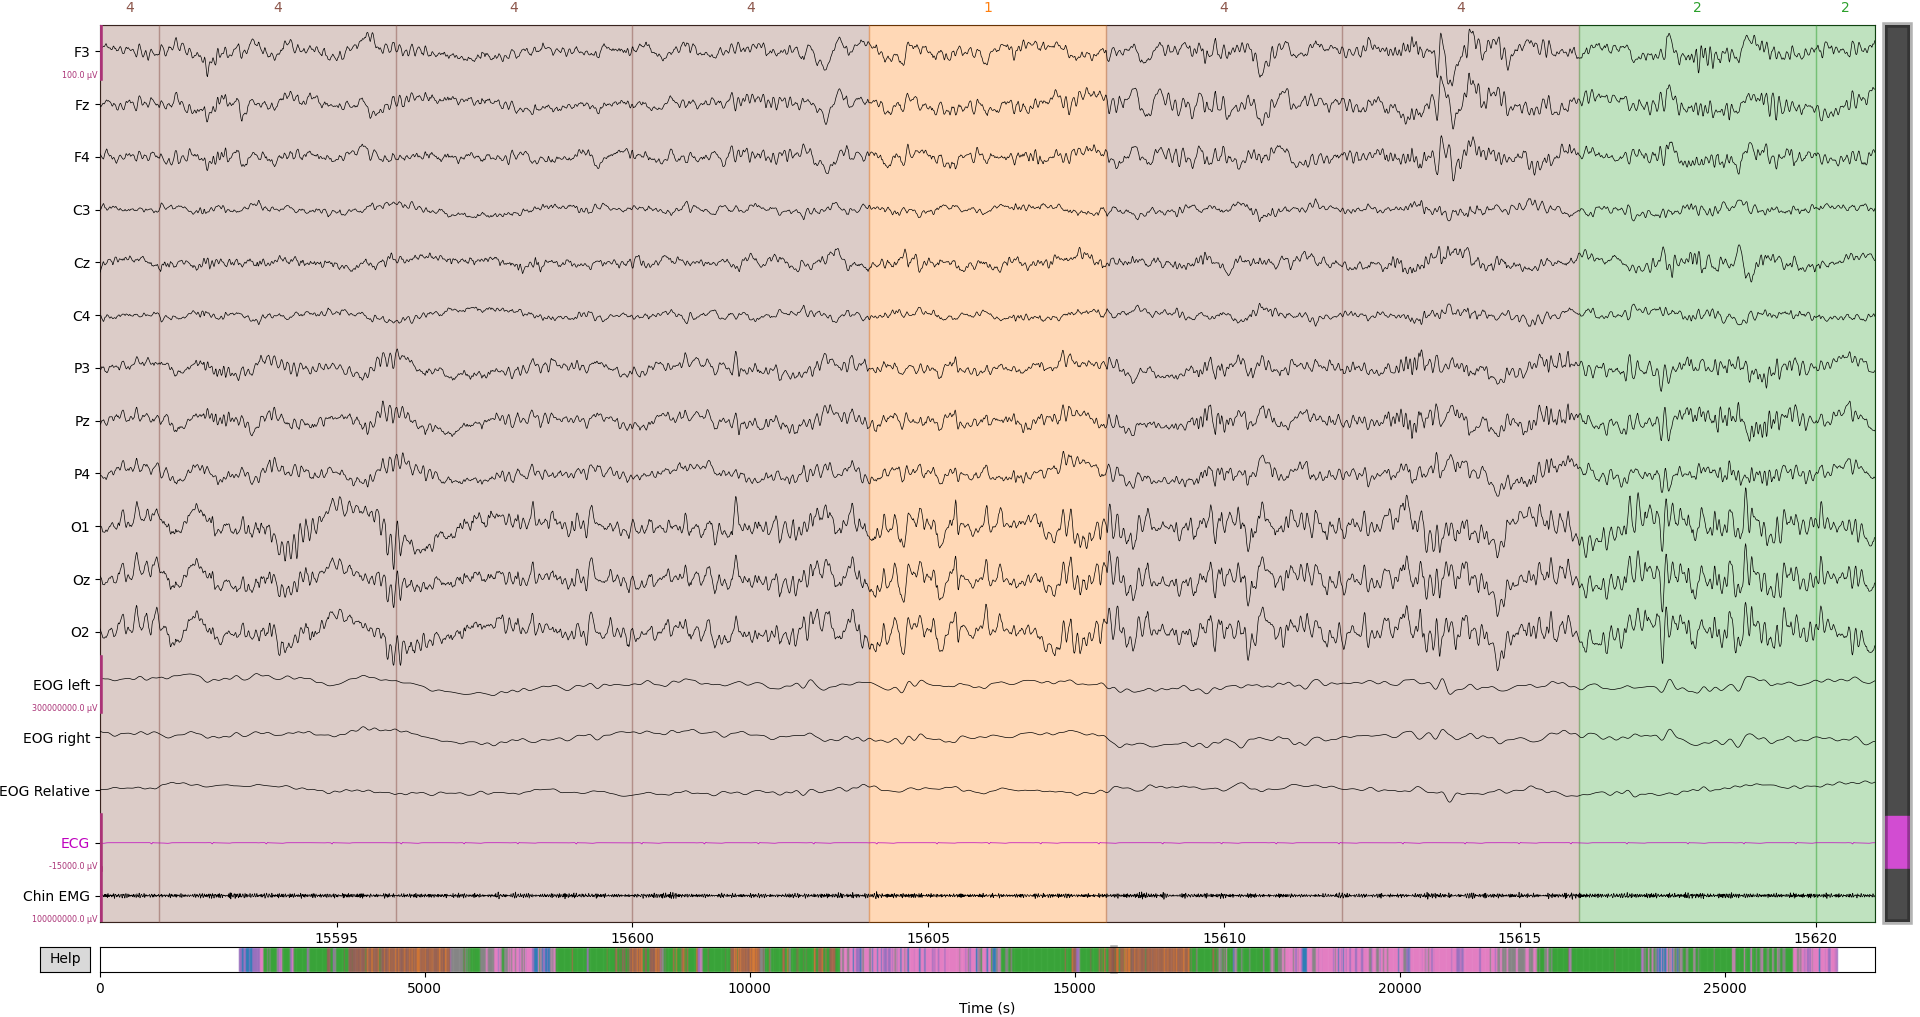 4 4 4 4 1 4 4 2 2
F3
100.0 µV
Fz
F4
C3
Cz
C4
P3
Pz
P4
O1
Oz
O2
EOG left
300000000.0 µV
EOG right
EOG Relative
ECG
-15000.0 µV
Chin EMG
100000000.0 µV
15595 15600 15605 15610 15615 15620
Help
0 5000 10000 15000 20000 25000
Time (s)